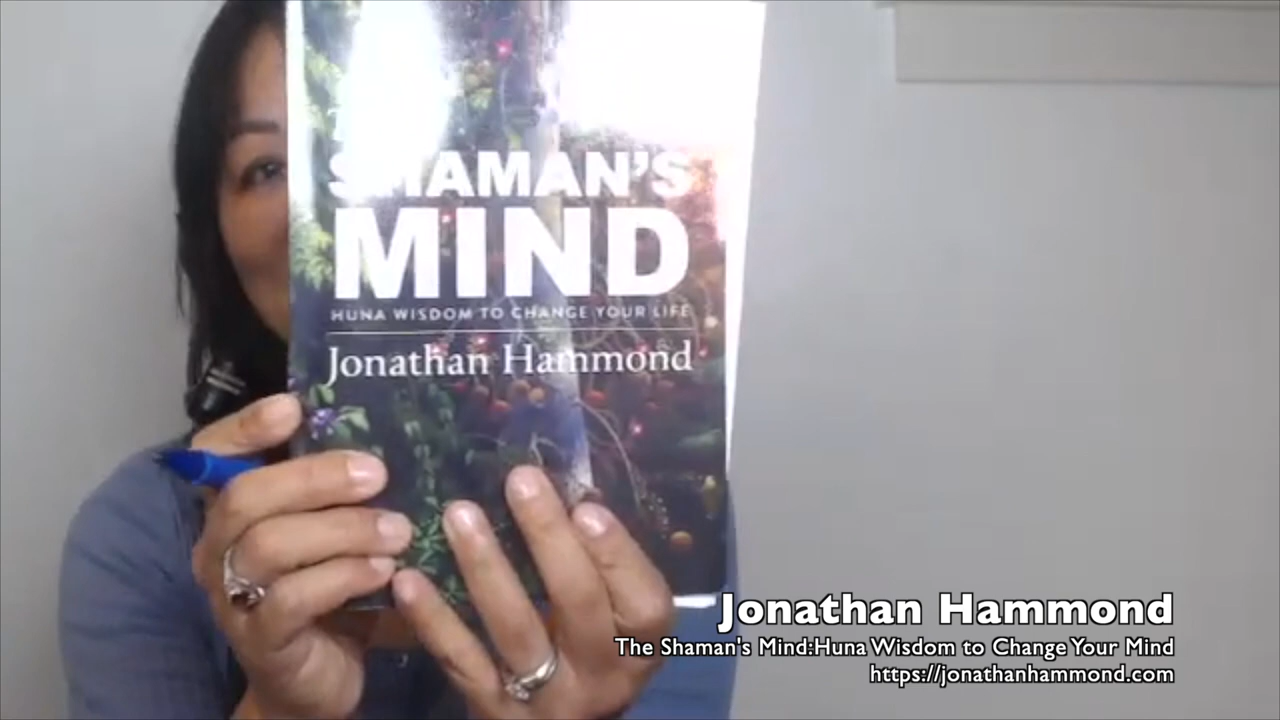 SHAMAN'S
MIND
HUNA WISDOM TO CHANGE YOUR LIFE
Jonathan Hammond
Jonathan Hammond
The Shaman's Mind:Huna Wisdom to Change Your Mind
https://jonathanhammond.com